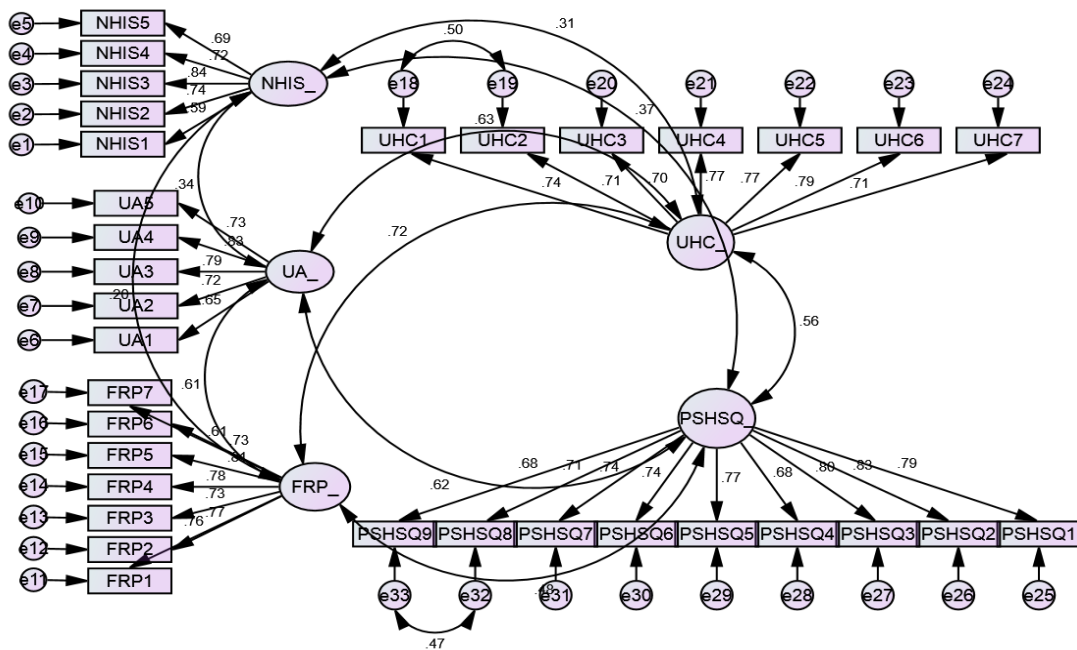 e5 NHIS5 .69
e4 NHIS4 .72
e3 NHIS3 .84
e2 NHIS2 .74
e1 NHIS1 .59
NHIS_
.31
.50
.37
e18 e19 e20 e21 e22 e23 e24
.63
UHC1 UHC2 UHC3 UHC4 UHC5 UHC6 UHC7
.74 .71 .70 .77 .77 .79 .71
UHC_
.34
.72
.56
.20
e10 UA5 .73
e9 UA4 .83
e8 UA3 .79
e7 UA2 .72
e6 UA1 .65
UA_
.61
e17 FRP7 .61
e16 FRP6 .73
e15 FRP5 .81
e14 FRP4 .78
e13 FRP3 .73
e12 FRP2 .77
e11 FRP1 .76
FRP_
PSHSQ_
.62 .68 .71 .74 .74 .77 .68 .80 .83 .79
PSHSQ9 PSHSQ8 PSHSQ7 PSHSQ6 PSHSQ5 PSHSQ4 PSHSQ3 PSHSQ2 PSHSQ1
e33 e32 e31 e30 e29 e28 e27 e26 e25
.47